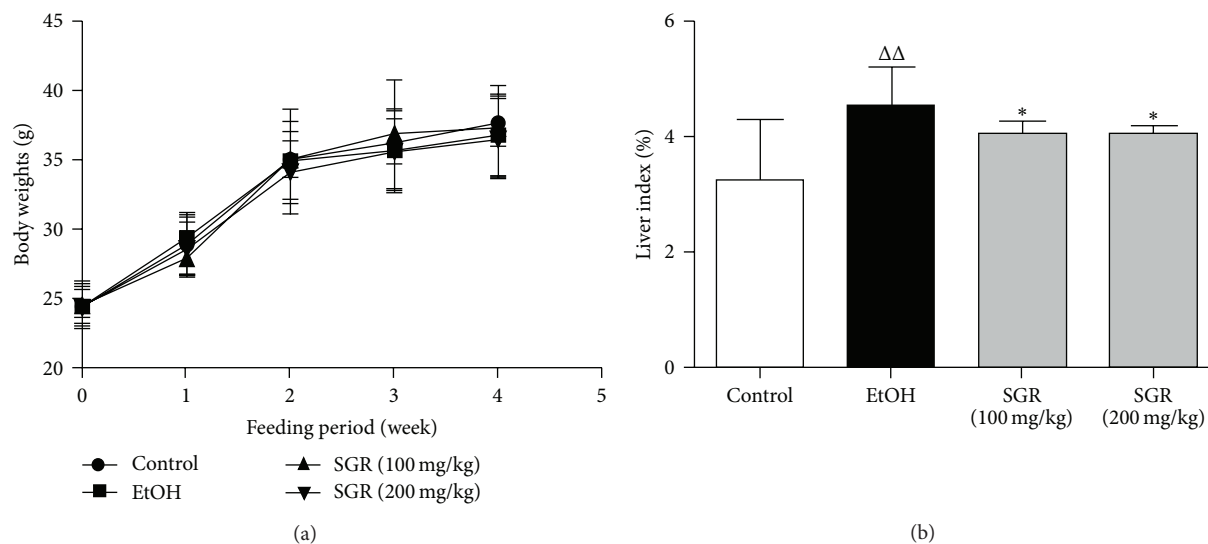 45
40
35
30
25
20
Body weights (g)
0 1 2 3 4 5
Feeding period (week)
Control
EtOH
SGR (100 mg/kg)
SGR (200 mg/kg)
(a)
6
4
2
0
Liver index (%)
ΔΔ
*
*
Control
EtOH
SGR
(100 mg/kg)
SGR
(200 mg/kg)
(b)